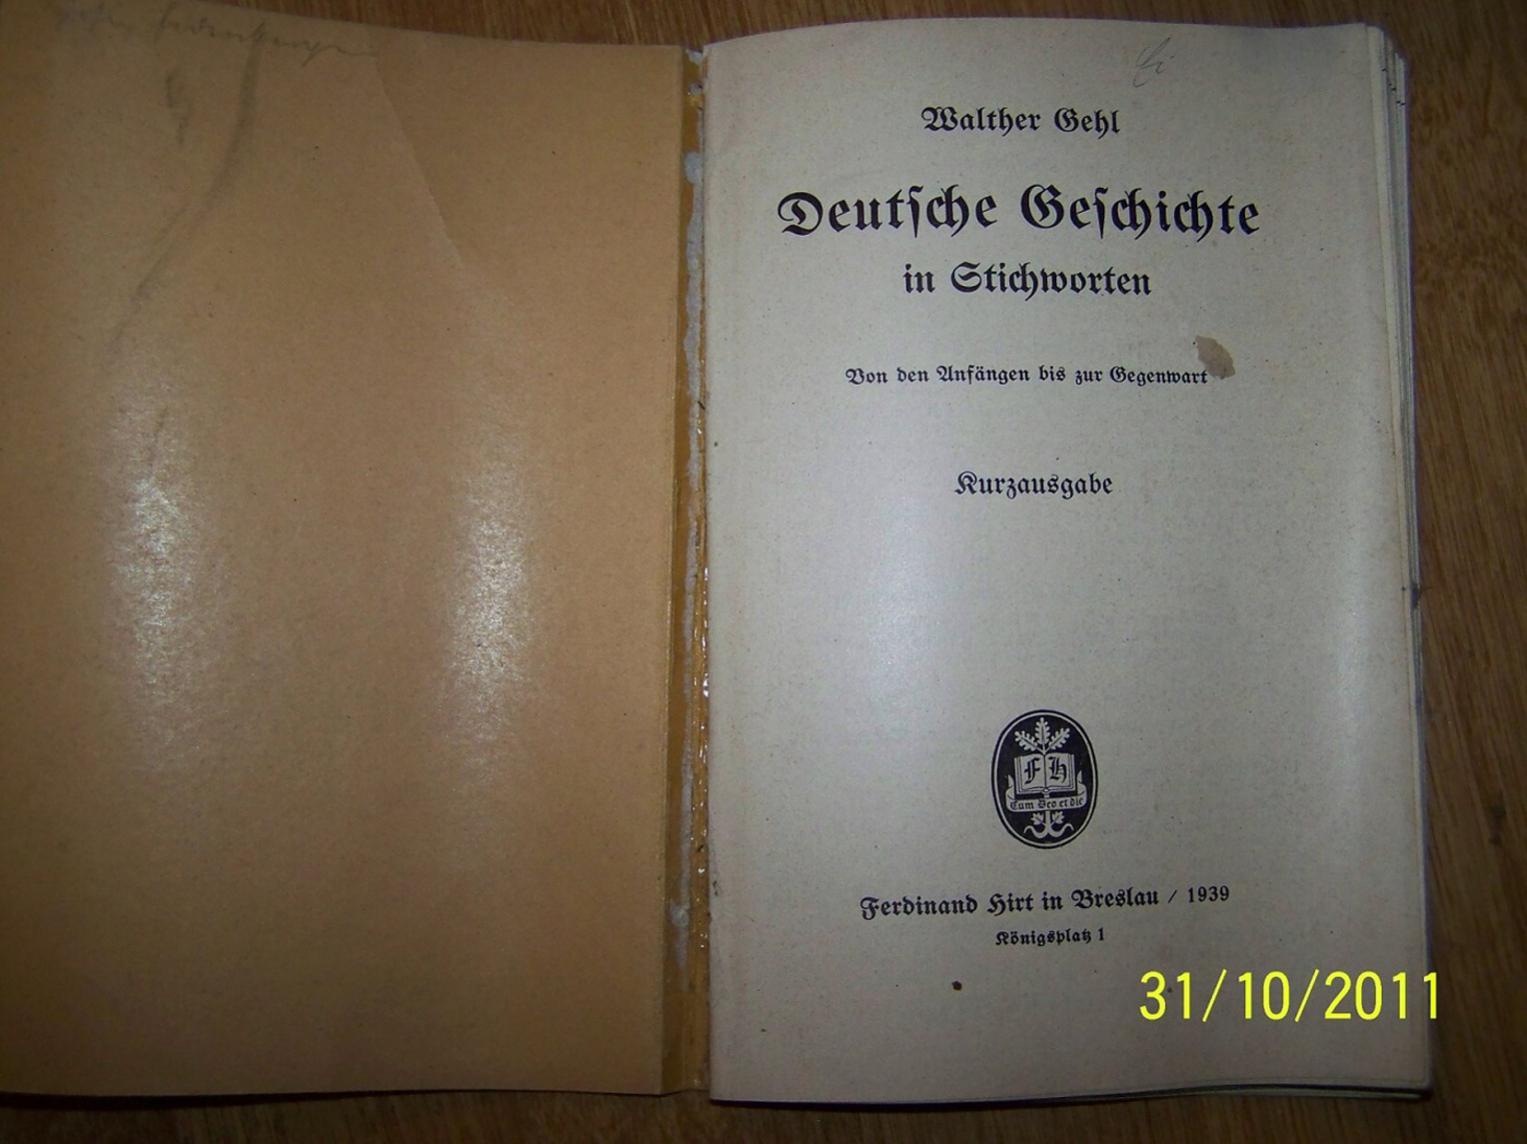 Walther Gehl
Deutſche Geſchichte
in Stichworten
Von den Anfängen bis zur Gegenwart
Kurzausgabe
F H
Cum Deo et die
Ferdinand Hirt in Breslau / 1939
Königsplatz 1
31/10/2011